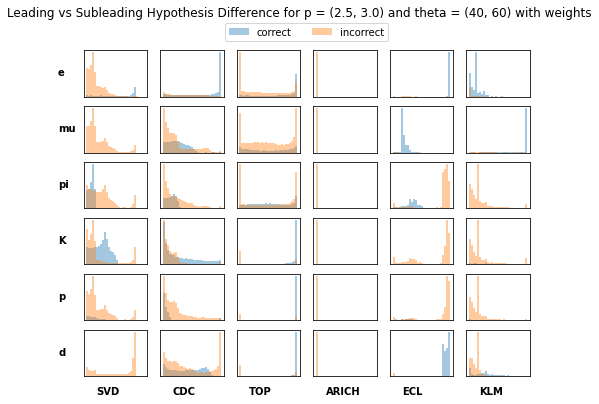 Leading vs Subleading Hypothesis Difference for p = (2.5, 3.0) and theta = (40, 60) with weights
correct incorrect
e
mu
pi
K
p
d
SVD CDC TOP ARICH ECL KLM